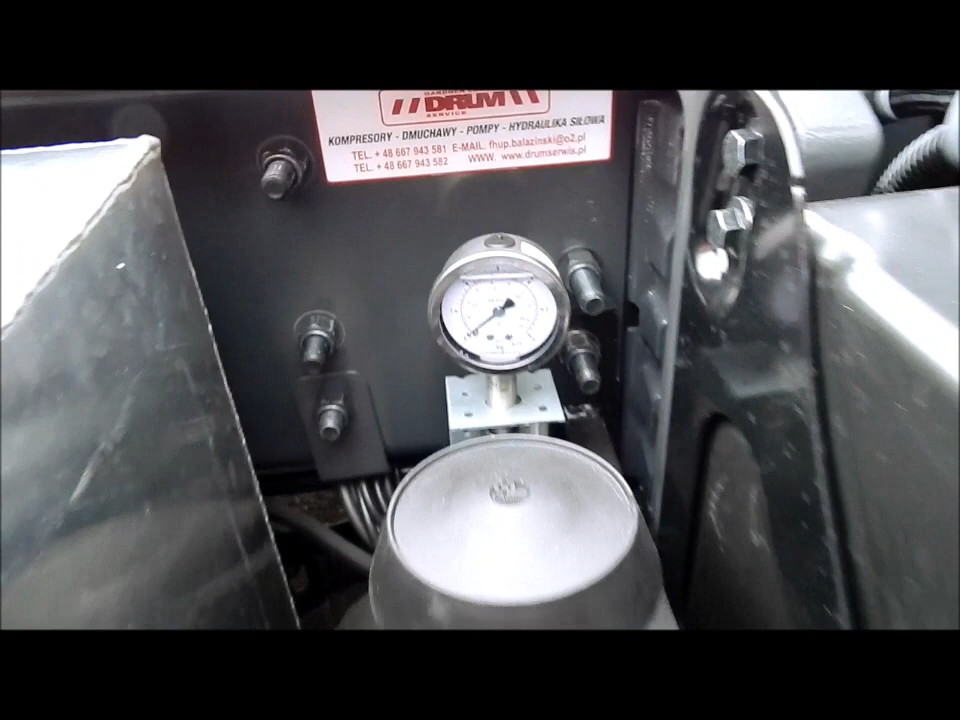 DRUM
SERVICE
KOMPRESORY - DMUCHAWY - POMPY - HYDRAULIKA SIŁOWA
TEL. + 48 667 943 581 E-MAIL. fhup.balazinski@o2.pl
TEL. + 48 667 943 582 WWW. www.drumserwis.pl